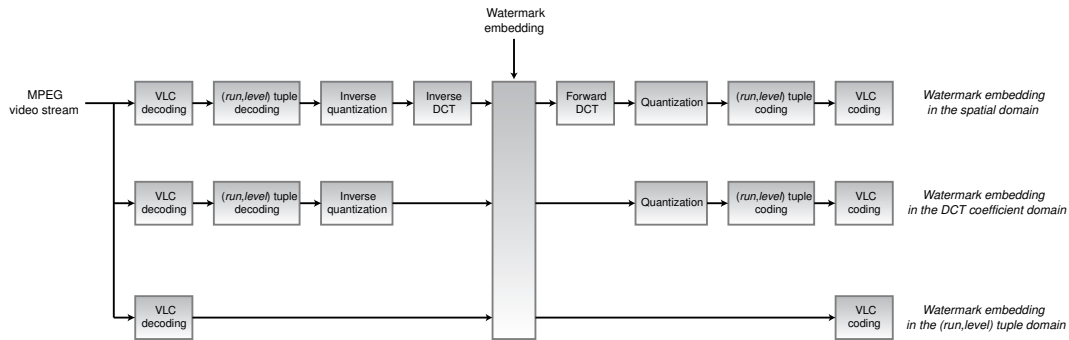 Watermark
embedding
MPEG
video stream
VLC
decoding
(run,level) tuple
decoding
Inverse
quantization
Inverse
DCT
Forward
DCT
Quantization
(run,level) tuple
coding
VLC
coding
Watermark embedding
in the spatial domain
VLC
decoding
(run,level) tuple
decoding
Inverse
quantization
Quantization
(run,level) tuple
coding
VLC
coding
Watermark embedding
in the DCT coefficient domain
VLC
decoding
VLC
coding
Watermark embedding
in the (run,level) tuple domain